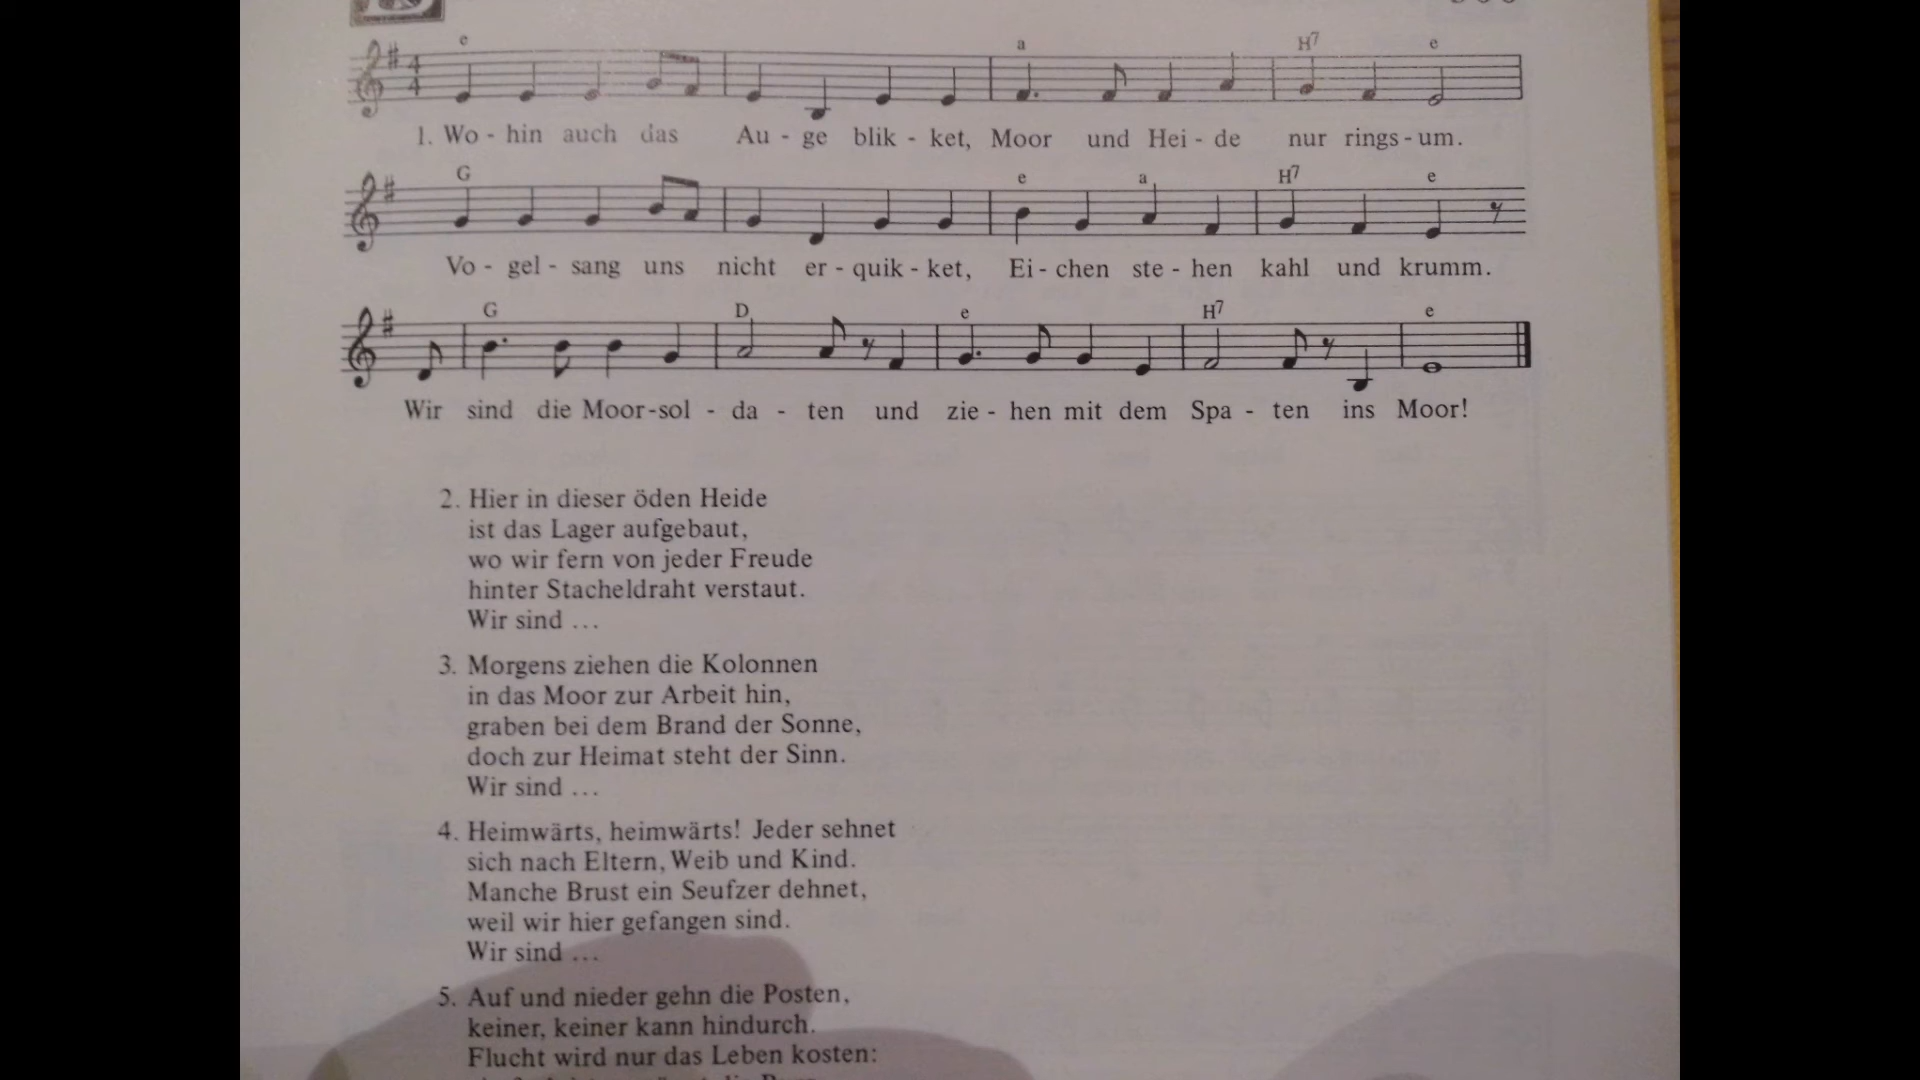 e a H7 e
1. Wo - hin auch das Au - ge blik - ket, Moor und Hei - de nur rings - um.
G e a H7 e
Vo - gel - sang uns nicht er - quik - ket, Ei - chen ste - hen kahl und krumm.
G D e H7 e
Wir sind die Moor-sol - da - ten und zie - hen mit dem Spa - ten ins Moor!
2. Hier in dieser öden Heide
ist das Lager aufgebaut,
wo wir fern von jeder Freude
hinter Stacheldraht verstaut.
Wir sind ...
3. Morgens ziehen die Kolonnen
in das Moor zur Arbeit hin,
graben bei dem Brand der Sonne,
doch zur Heimat steht der Sinn.
Wir sind ...
4. Heimwärts, heimwärts! Jeder sehnet
sich nach Eltern, Weib und Kind.
Manche Brust ein Seufzer dehnet,
weil wir hier gefangen sind.
Wir sind ...
5. Auf und nieder gehn die Posten,
keiner, keiner kann hindurch.
Flucht wird nur das Leben kosten: